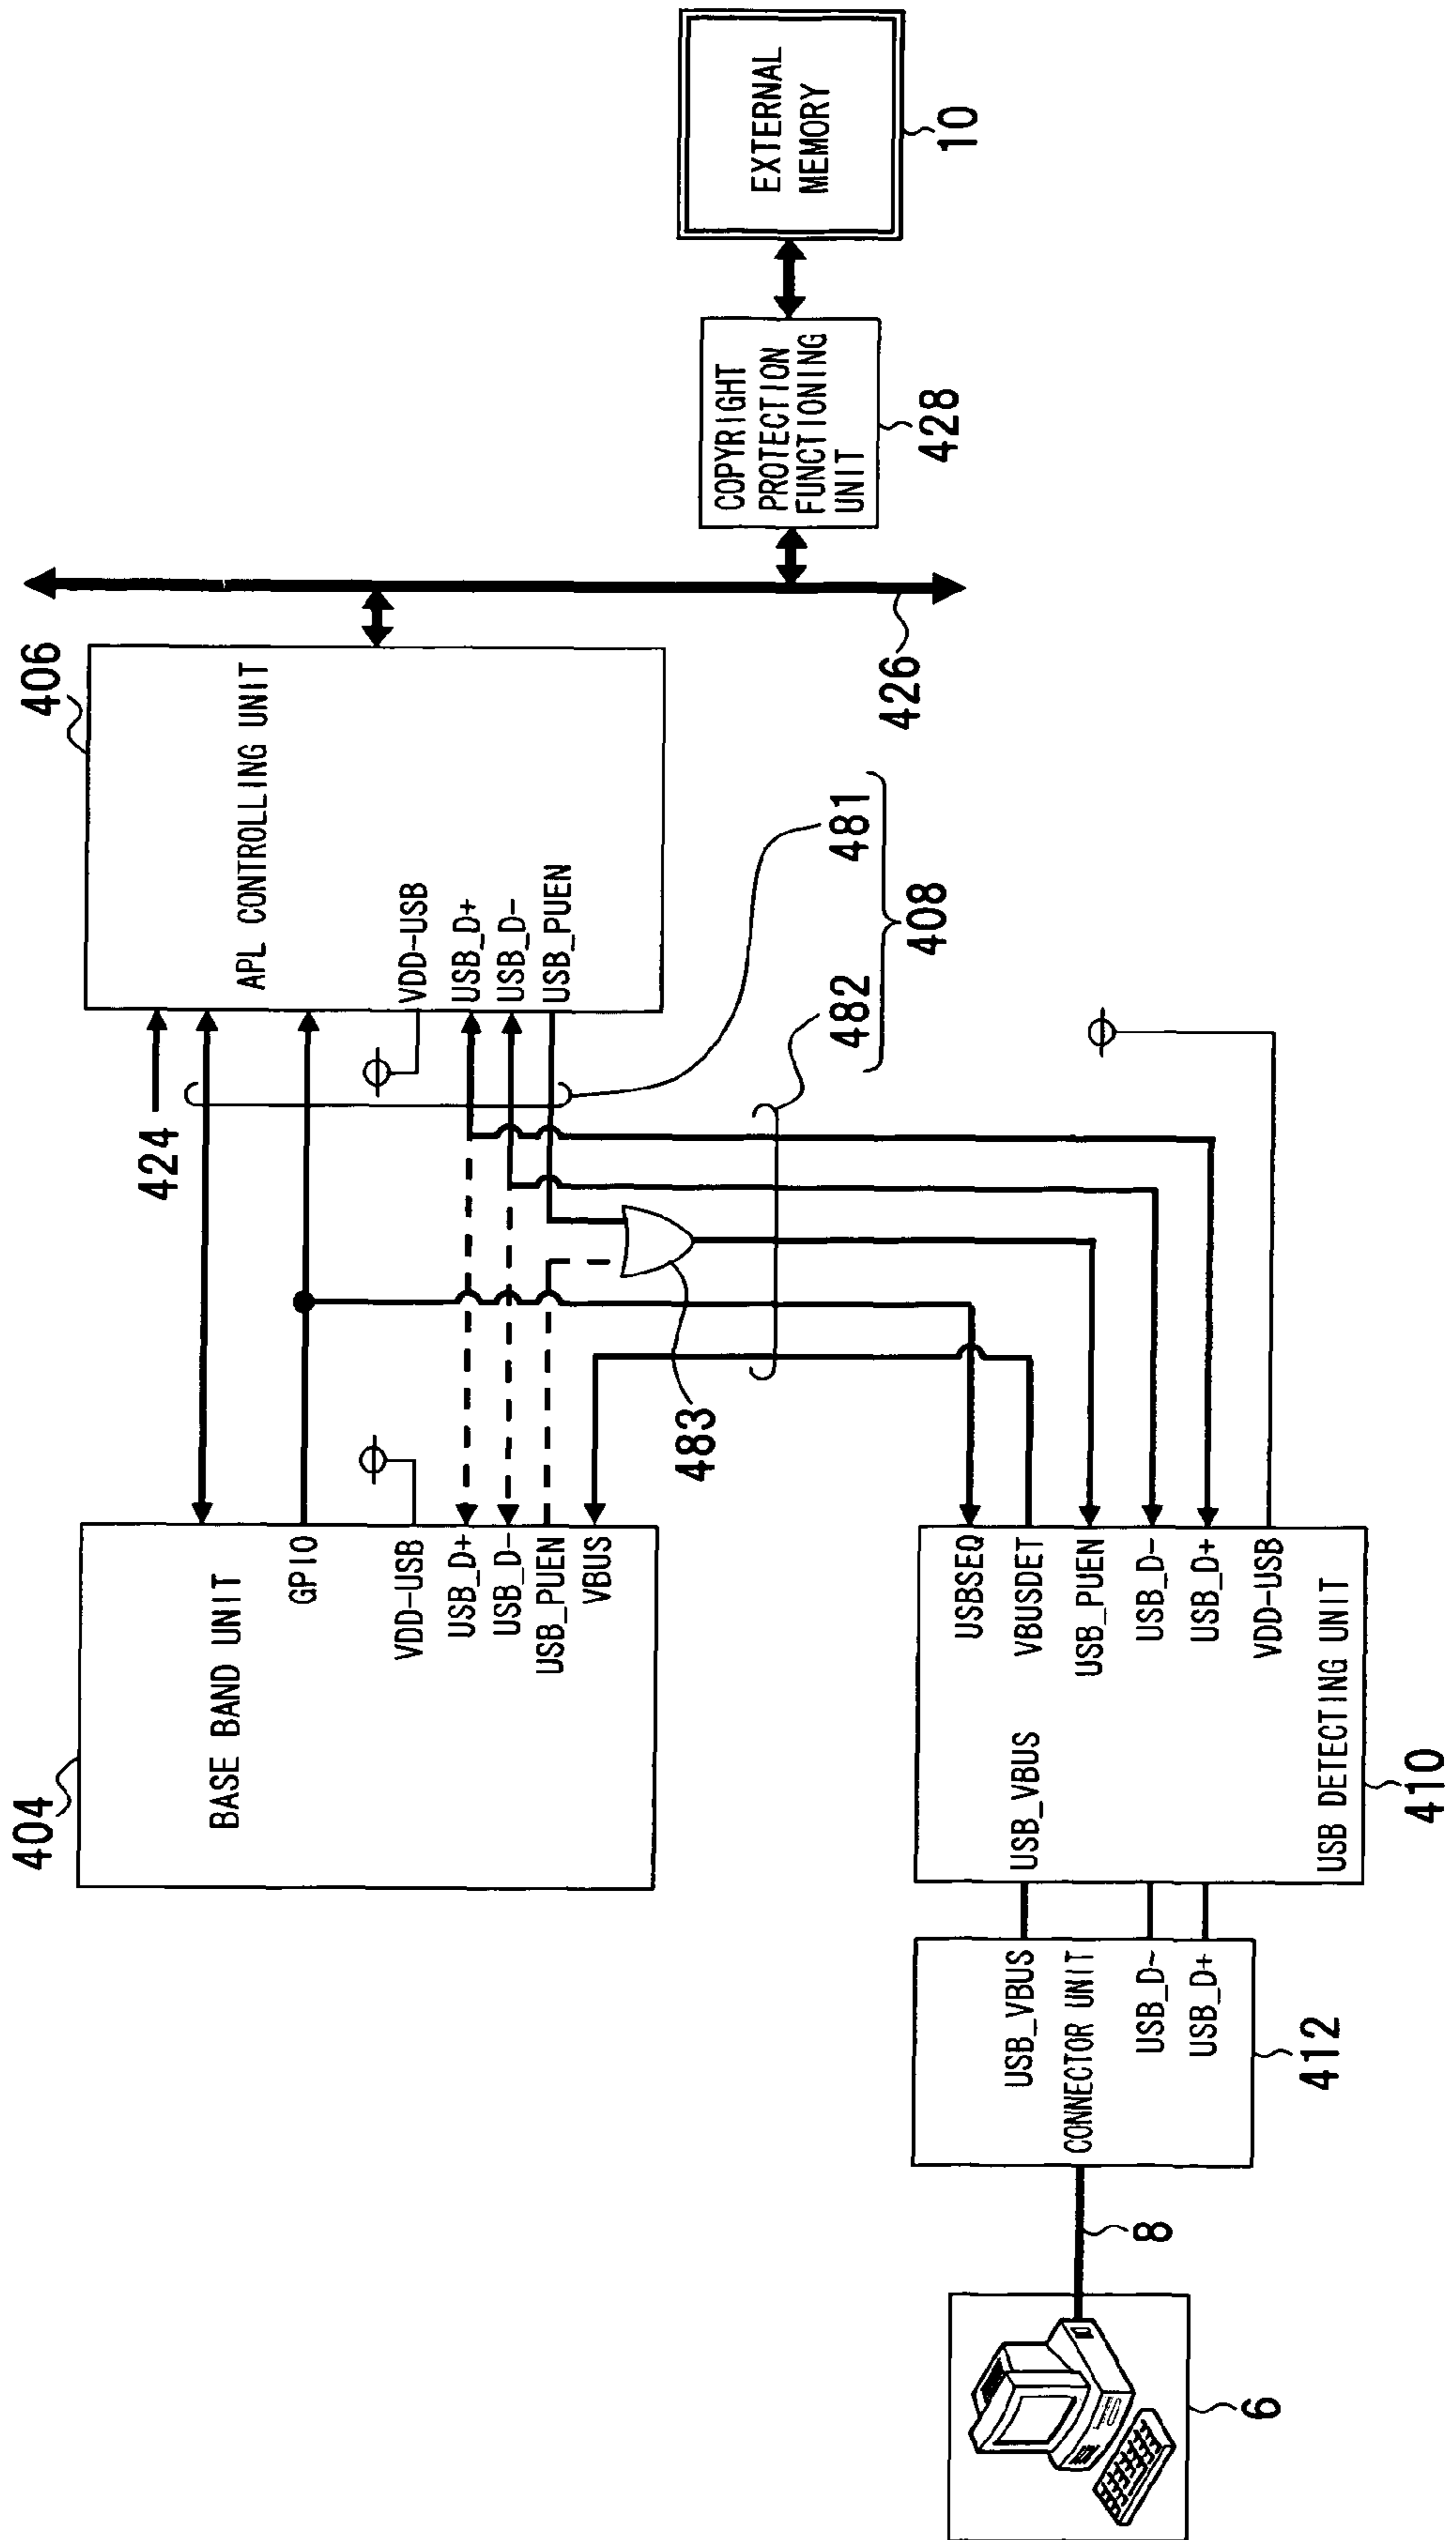 404
BASE BAND UNIT
GPIO
VDD-USB
USB_D+
USB_D-
USB_PUEN
VBUS
424
406
APL CONTROLLING UNIT
VDD-USB
USB_D+
USB_D-
USB_PUEN
483
482
481
408
426
COPYRIGHT
PROTECTION
FUNCTIONING
UNIT
428
EXTERNAL
MEMORY
10
6
8
USB_VBUS
CONNECTOR UNIT
USB_D-
USB_D+
412
USB_VBUS
USBSEQ
VBUSDET
USB_PUEN
USB_D-
USB_D+
VDD-USB
USB DETECTING UNIT
410